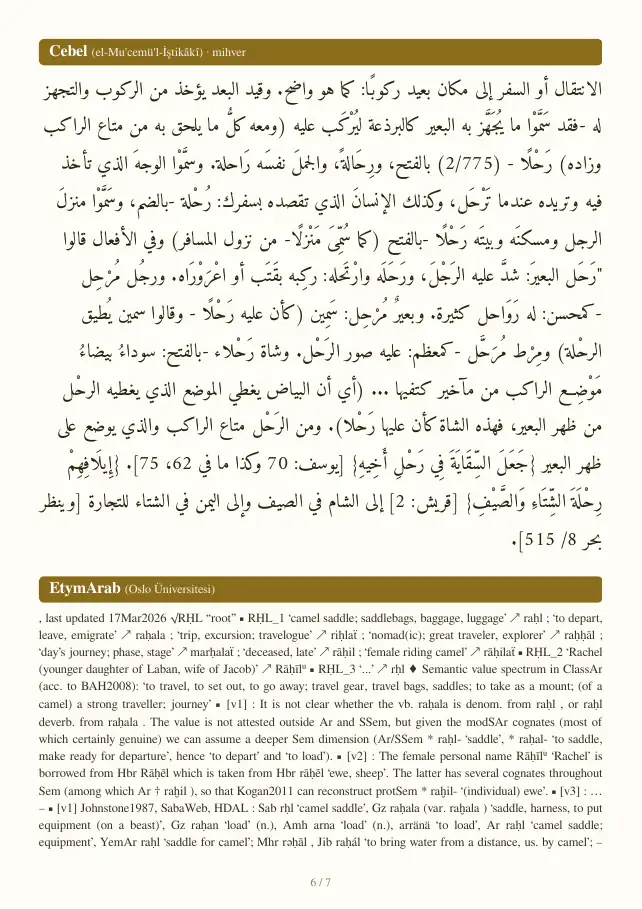 Cebel (el-Mu'cemü'l-İştikâkî) · mihver
الانتقال أو السفر إلى مكان بعيد ركوبًا: كما هو واضح. وقيد البعد يؤخذ من الركوب والتجهز
له -فقد سَمَّوْا ما يُجَهَّز به البعير كالبرذعة ليُرْكَب عليه (ومعه كلُّ ما يلحق به من متاع الراكب
وزاده) رَحْلًا - (2/775) بالفتح، ورِحَالةً، والجملَ نفسَه رَاحلة. وسمَّوْا الوجهَ الذي تأخذ
فيه وتريده عندما تَرْحَل، وكذلك الإنسانَ الذي تقصده بسفرك: رُحْلة -بالضم، وسَمَّوْا منزلَ
الرجل ومسكنَه وبيتَه رَحْلًا -بالفتح (كما سُمِّىَ مَنْزلًا- من نزول المسافر) وفي الأفعال قالوا
"رَحَل البعيرَ: شدَّ عليه الرَحْلَ، ورَحَلَه وارْتَحله: ركِبه بقَتَب أو اعْرَوْرَاه. ورجُل مُرْحِل
-كمحسن: له رَوَاحل كثيرة. وبعيرٌ مُرْحِل: سَمِين (كأن عليه رَحْلًا - وقالوا سمين يُطيق
الرحْلة) ومِرْط مُرَحَّل -كمعظم: عليه صور الرَحْل. وشاة رَحْلاء -بالفتح: سوداءُ بيضاءُ
مَوْضِع الراكب من مآخير كتفيها ... (أي أن البياض يغطي الموضع الذي يغطيه الرحْل
من ظهر البعير، فهذه الشاة كأن عليها رَحْلا). ومن الرَحْل متاع الراكب والذي يوضع على
ظهر البعير {جَعَلَ السِّقَايَةَ فِي رَحْلِ أَخِيهِ} [يوسف: 70 وكذا ما في 62، 75]. {إِيلَافِهِمْ
رِحْلَةَ الشِّتَاءِ وَالصَّيْفِ} [قريش: 2] إلى الشام في الصيف وإلى اليمن في الشتاء للتجارة [وينظر
بحر 8/ 515].
EtymArab (Oslo Üniversitesi)
, last updated 17Mar2026 √RḤL “root” ▪ RḤL_1 ‘camel saddle; saddlebags, baggage, luggage’ ↗ raḥl ; ‘to depart,
leave, emigrate’ ↗ raḥala ; ‘trip, excursion; travelogue’ ↗ riḥlaẗ ; ‘nomad(ic); great traveler, explorer’ ↗ raḥḥāl ;
‘day’s journey; phase, stage’ ↗ marḥalaẗ ; ‘deceased, late’ ↗ rāḥil ; ‘female riding camel’ ↗ rāḥilaẗ ▪ RḤL_2 ‘Rachel
(younger daughter of Laban, wife of Jacob)’ ↗ Rāḥīlᵘ ▪ RḤL_3 ‘...’ ↗ rḥl ♦ Semantic value spectrum in ClassAr
(acc. to BAH2008): ‘to travel, to set out, to go away; travel gear, travel bags, saddles; to take as a mount; (of a
camel) a strong traveller; journey’ ▪ [v1] : It is not clear whether the vb. raḥala is denom. from raḥl , or raḥl
deverb. from raḥala . The value is not attested outside Ar and SSem, but given the modSAr cognates (most of
which certainly genuine) we can assume a deeper Sem dimension (Ar/SSem * raḥl- ‘saddle’, * raḥal- ‘to saddle,
make ready for departure’, hence ‘to depart’ and ‘to load’). ▪ [v2] : The female personal name Rāḥīlᵘ ‘Rachel’ is
borrowed from Hbr Rāḥēl which is taken from Hbr rāḥēl ‘ewe, sheep’. The latter has several cognates throughout
Sem (among which Ar † raḥil ), so that Kogan2011 can reconstruct protSem * raḥil- ‘(individual) ewe’. ▪ [v3] : …
– ▪ [v1] Johnstone1987, SabaWeb, HDAL : Sab rḥl ‘camel saddle’, Gz raḥala (var. raḫala ) ‘saddle, harness, to put
equipment (on a beast)’, Gz raḥan ‘load’ (n.), Amh arna ‘load’ (n.), arränä ‘to load’, Ar raḥl ‘camel saddle;
equipment’, YemAr raḥl ‘saddle for camel’; Mhr rəḥāl , Jib raḥál ‘to bring water from a distance, us. by camel’; –
6 / 7